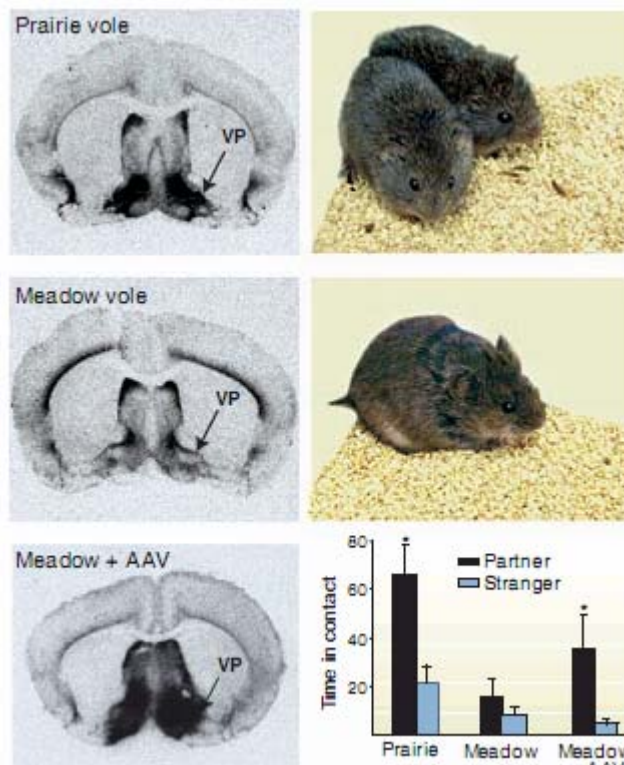 Prairie vole
VP
Meadow vole
VP
Meadow + AAV
VP
80
60
40
20
Time in contact
*
*
Partner
Stranger
Prairie
Meadow
Meadow